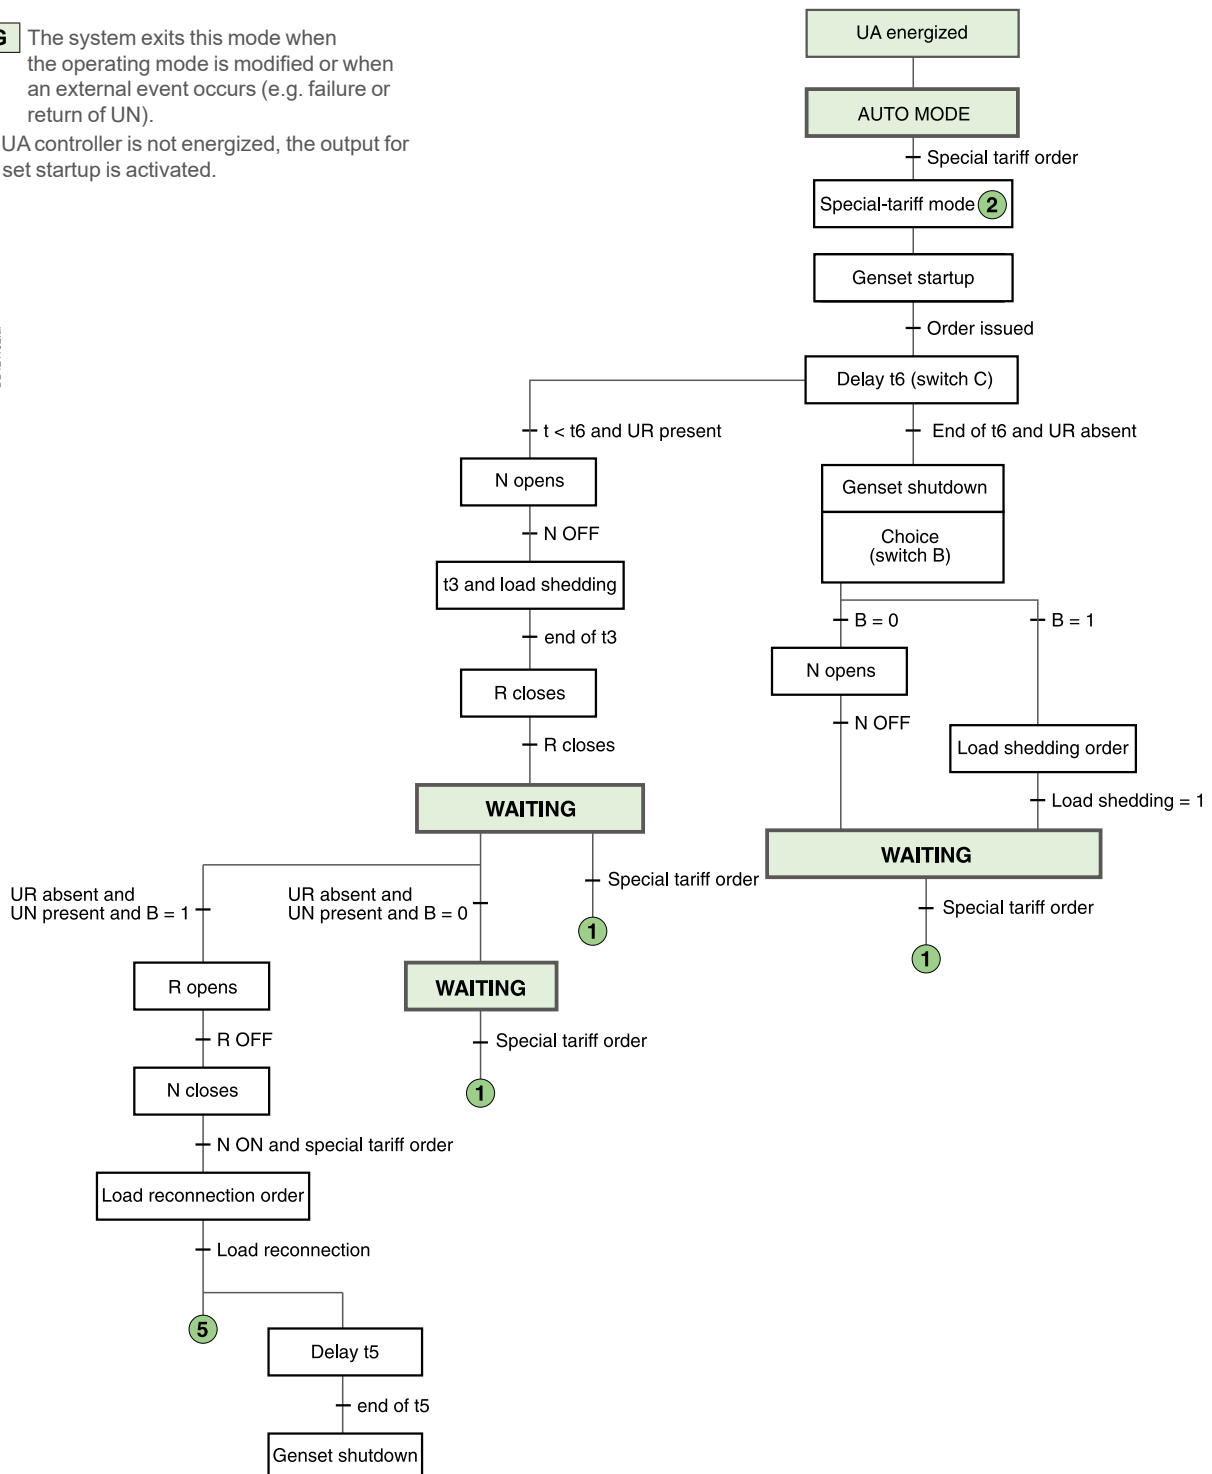 G The system exits this mode when
the operating mode is modified or when
an external event occurs (e.g. failure or
return of UN).
UA controller is not energized, the output for
set startup is activated.
UA energized
AUTO MODE
Special tariff order
Special-tariff mode 2
Genset startup
Order issued
Delay t6 (switch C)
t < t6 and UR present
End of t6 and UR absent
N opens
Genset shutdown
Choice
(switch B)
N OFF
t3 and load shedding
end of t3
B = 0
B = 1
N opens
R closes
N OFF
Load shedding order
R closes
Load shedding = 1
WAITING
WAITING
Special tariff order
Special tariff order
UR absent and
UN present and B = 1
UR absent and
UN present and B = 0
1
1
R opens
WAITING
R OFF
Special tariff order
N closes
1
N ON and special tariff order
Load reconnection order
Load reconnection
5
Delay t5
end of t5
Genset shutdown